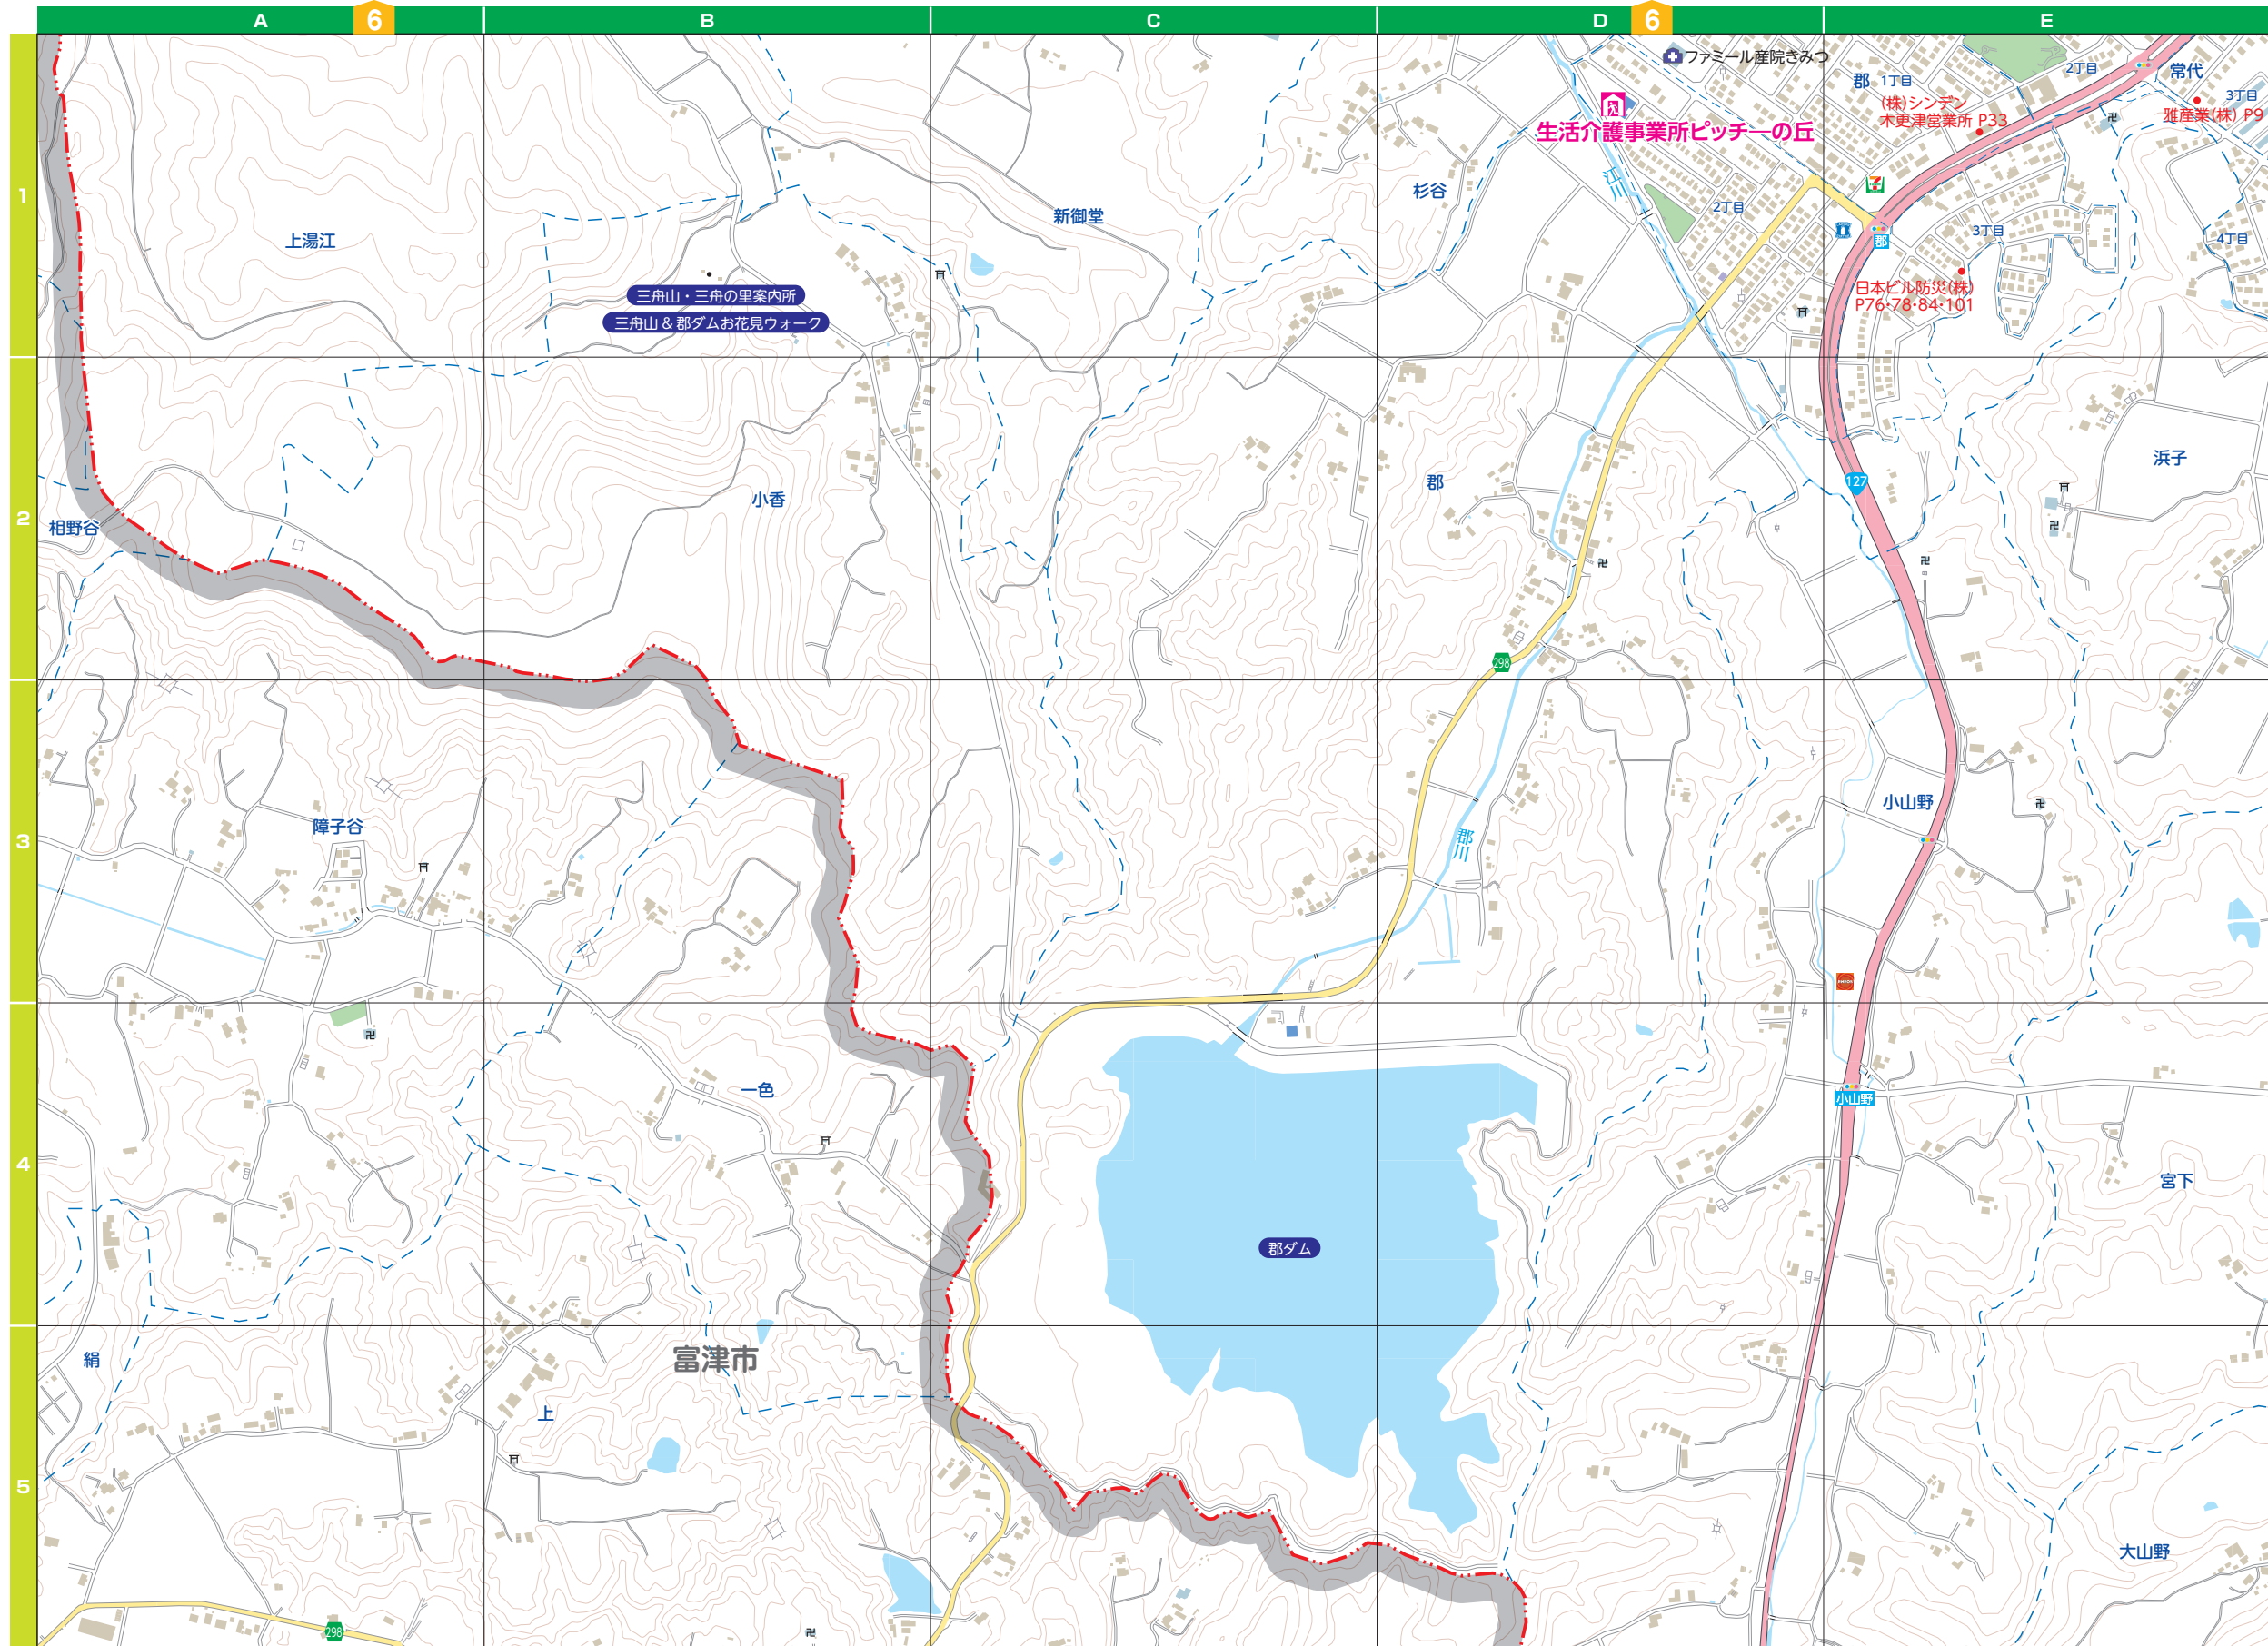 A
6
B
C
D
6
E
1
2
3
4
5
ファミール産院きみつ
郡
1丁目
2丁目
常代
3丁目
(株)シンデン
木更津営業所 P33
雅産業(株) P9
生活介護事業所ピッチーの丘
江川
杉谷
新御堂
上湯江
2丁目
郡
3丁目
4丁目
日本ビル防災(株)
P76・78・84・101
三舟山・三舟の里案内所
三舟山 & 郡ダムお花見ウォーク
浜子
127
郡
小香
相野谷
298
小山野
障子谷
郡川
ENEOS
小山野
一色
宮下
郡ダム
絹
富津市
上
大山野
298